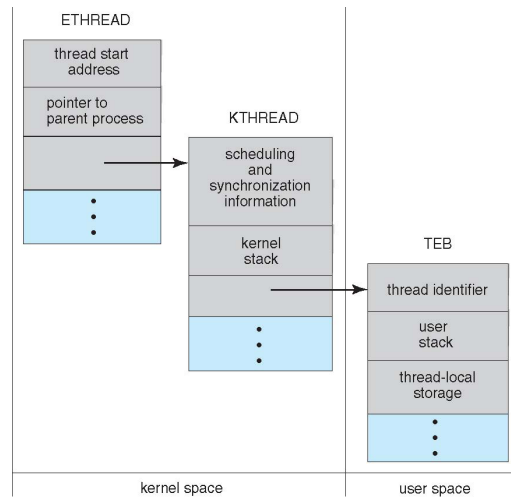 ETHREAD
thread start
address
pointer to
parent process
KTHREAD
scheduling
and
synchronization
information
kernel
stack
TEB
thread identifier
user
stack
thread-local
storage
kernel space
user space